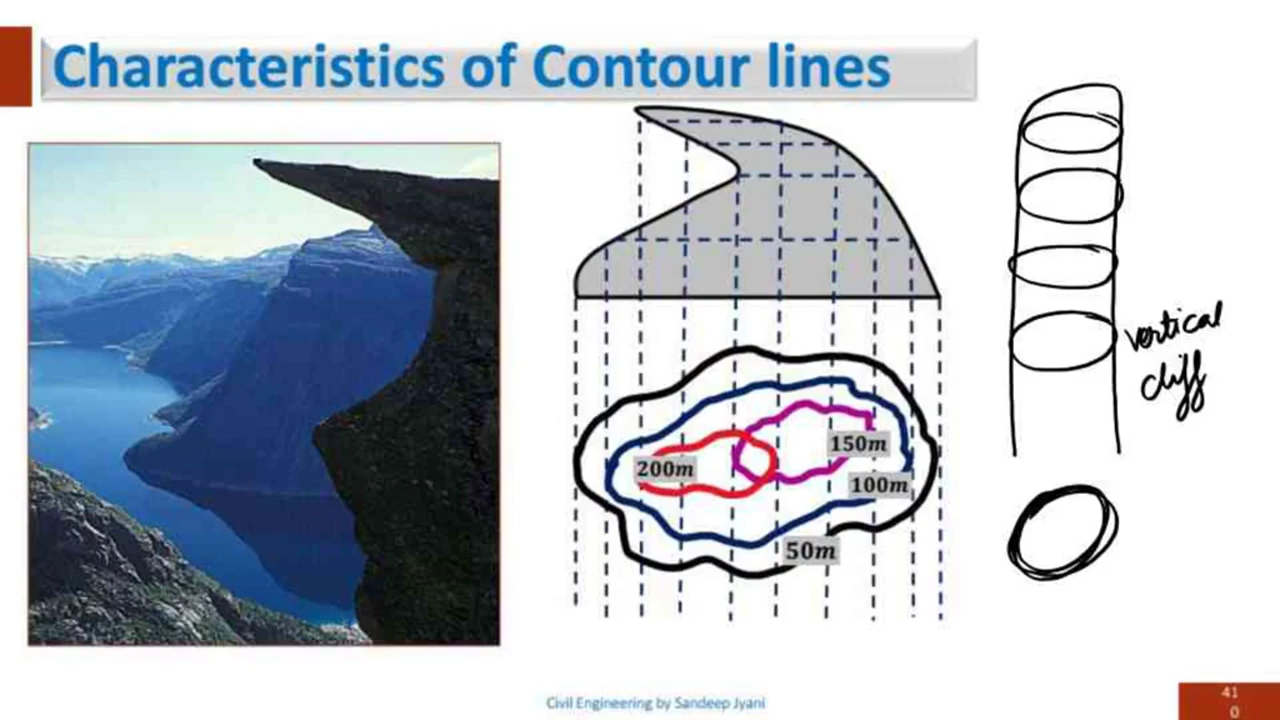 Characteristics of Contour lines
vertical
cliff
150m
200m
100m
50m
Civil Engineering by Sandeep Jyani
41
0